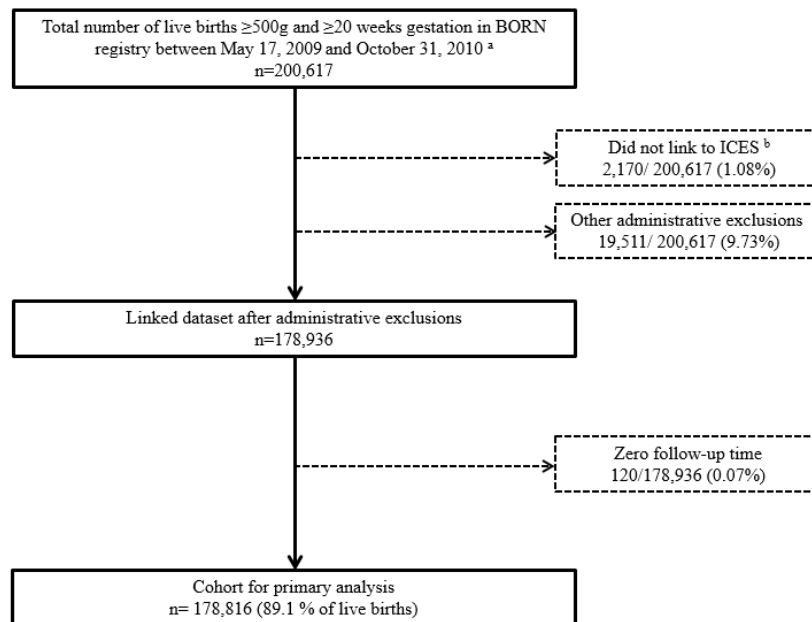 Total number of live births ≥500g and ≥20 weeks gestation in BORN
registry between May 17, 2009 and October 31, 2010 ᵃ
n=200,617
Did not link to ICES ᵇ
2,170/ 200,617 (1.08%)
Other administrative exclusions
19,511/ 200,617 (9.73%)
Linked dataset after administrative exclusions
n=178,936
Zero follow-up time
120/178,936 (0.07%)
Cohort for primary analysis
n= 178,816 (89.1 % of live births)